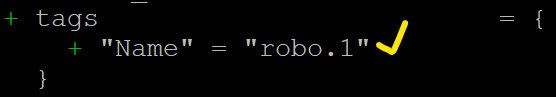 + tags = {
+ "Name" = "robo.1"
}